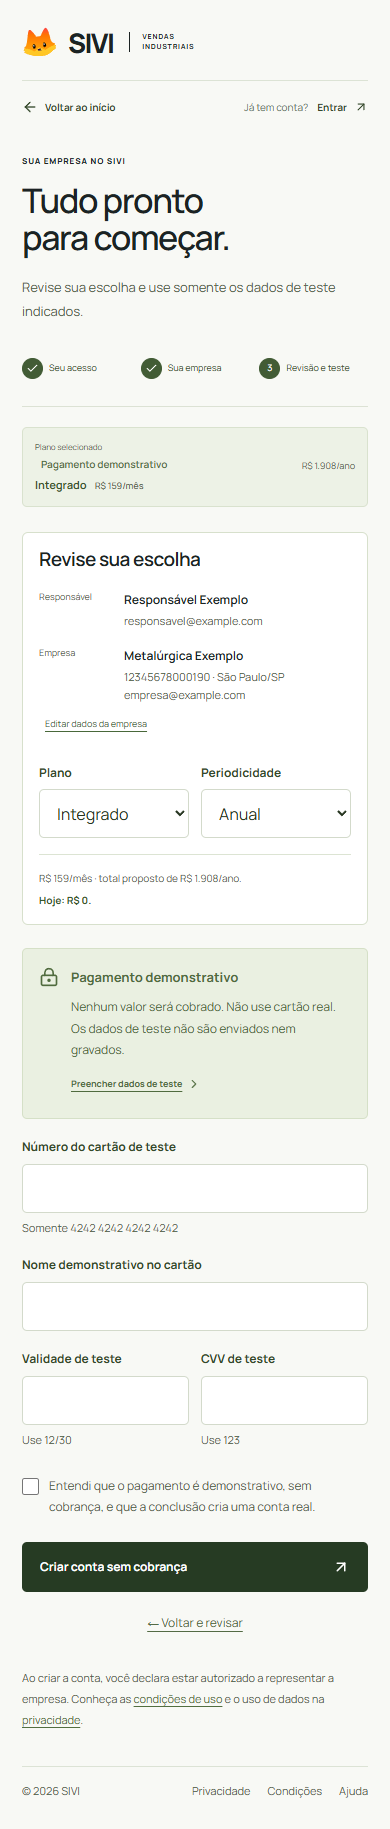 SIVI
VENDAS
INDUSTRIAIS
← Voltar ao início
Já tem conta? Entrar ↗
SUA EMPRESA NO SIVI
Tudo pronto
para começar.
Revise sua escolha e use somente os dados de teste
indicados.
Seu acesso
Sua empresa
3 Revisão e teste
Plano selecionado
Pagamento demonstrativo
R$ 1.908/ano
Integrado R$ 159/mês
Revise sua escolha
Responsável
Responsável Exemplo
responsavel@example.com
Empresa
Metalúrgica Exemplo
12345678000190 · São Paulo/SP
empresa@example.com
Editar dados da empresa
Plano
Periodicidade
Integrado
Anual
R$ 159/mês · total proposto de R$ 1.908/ano.
Hoje: R$ 0.
Pagamento demonstrativo
Nenhum valor será cobrado. Não use cartão real.
Os dados de teste não são enviados nem
gravados.
Preencher dados de teste
Número do cartão de teste
Somente 4242 4242 4242 4242
Nome demonstrativo no cartão
Validade de teste
CVV de teste
Use 12/30
Use 123
Entendi que o pagamento é demonstrativo, sem
cobrança, e que a conclusão cria uma conta real.
Criar conta sem cobrança ↗
← Voltar e revisar
Ao criar a conta, você declara estar autorizado a representar a
empresa. Conheça as condições de uso e o uso de dados na
privacidade.
© 2026 SIVI
Privacidade
Condições
Ajuda